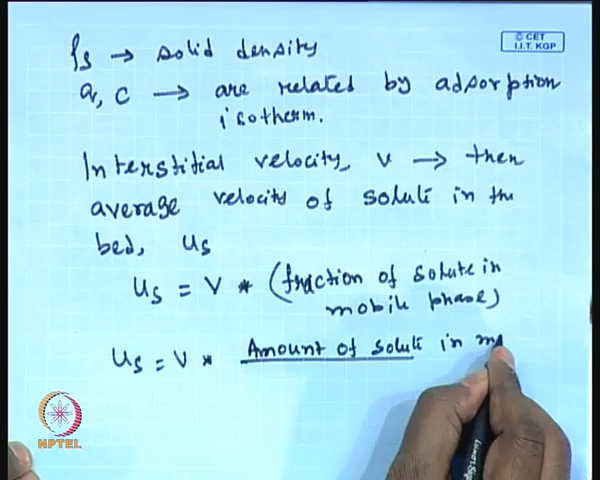 ρs → solid density
© CET
I.I.T. KGP
q, c → are related by adsorption
isotherm.
Interstitial velocity, v → then
average velocity of solute in the
bed, us
us = v * (fraction of solute in
mobile phase)
us = v * Amount of solute in m
NPTEL